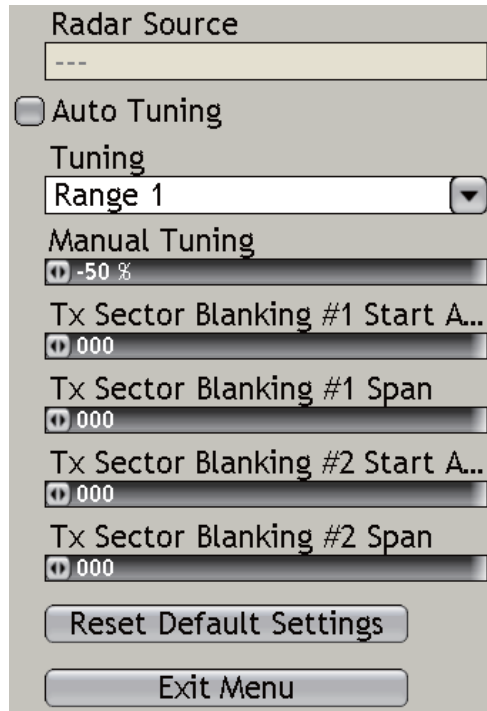 Radar Source
---
Auto Tuning
Tuning
Range 1
Manual Tuning
-50 %
Tx Sector Blanking #1 Start A...
000
Tx Sector Blanking #1 Span
000
Tx Sector Blanking #2 Start A...
000
Tx Sector Blanking #2 Span
000
Reset Default Settings
Exit Menu